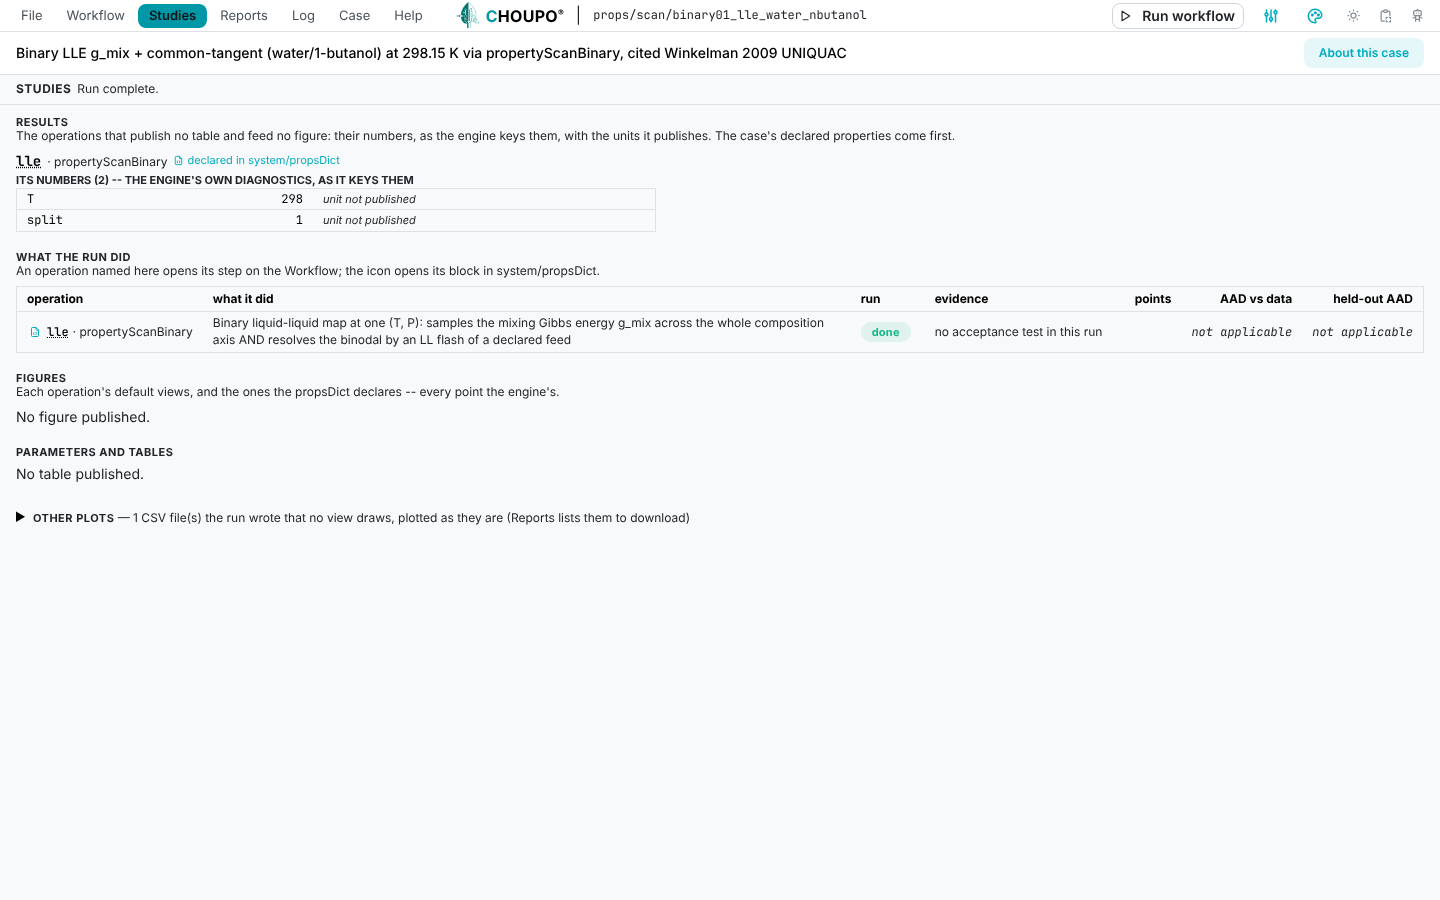 File Workflow Studies Reports Log Case Help CHOUPO® props/scan/binary01_lle_water_nbutanol Run workflow
Binary LLE g_mix + common-tangent (water/1-butanol) at 298.15 K via propertyScanBinary, cited Winkelman 2009 UNIQUAC About this case
STUDIES Run complete.
RESULTS
The operations that publish no table and feed no figure: their numbers, as the engine keys them, with the units it publishes. The case's declared properties come first.
lle · propertyScanBinary declared in system/propsDict
ITS NUMBERS (2) -- THE ENGINE'S OWN DIAGNOSTICS, AS IT KEYS THEM
T 298 unit not published
split 1 unit not published
WHAT THE RUN DID
An operation named here opens its step on the Workflow; the icon opens its block in system/propsDict.
operation what it did run evidence points AAD vs data held-out AAD
lle · propertyScanBinary Binary liquid-liquid map at one (T, P): samples the mixing Gibbs energy g_mix across the whole composition done no acceptance test in this run not applicable not applicable
axis AND resolves the binodal by an LL flash of a declared feed
FIGURES
Each operation's default views, and the ones the propsDict declares -- every point the engine's.
No figure published.
PARAMETERS AND TABLES
No table published.
OTHER PLOTS — 1 CSV file(s) the run wrote that no view draws, plotted as they are (Reports lists them to download)